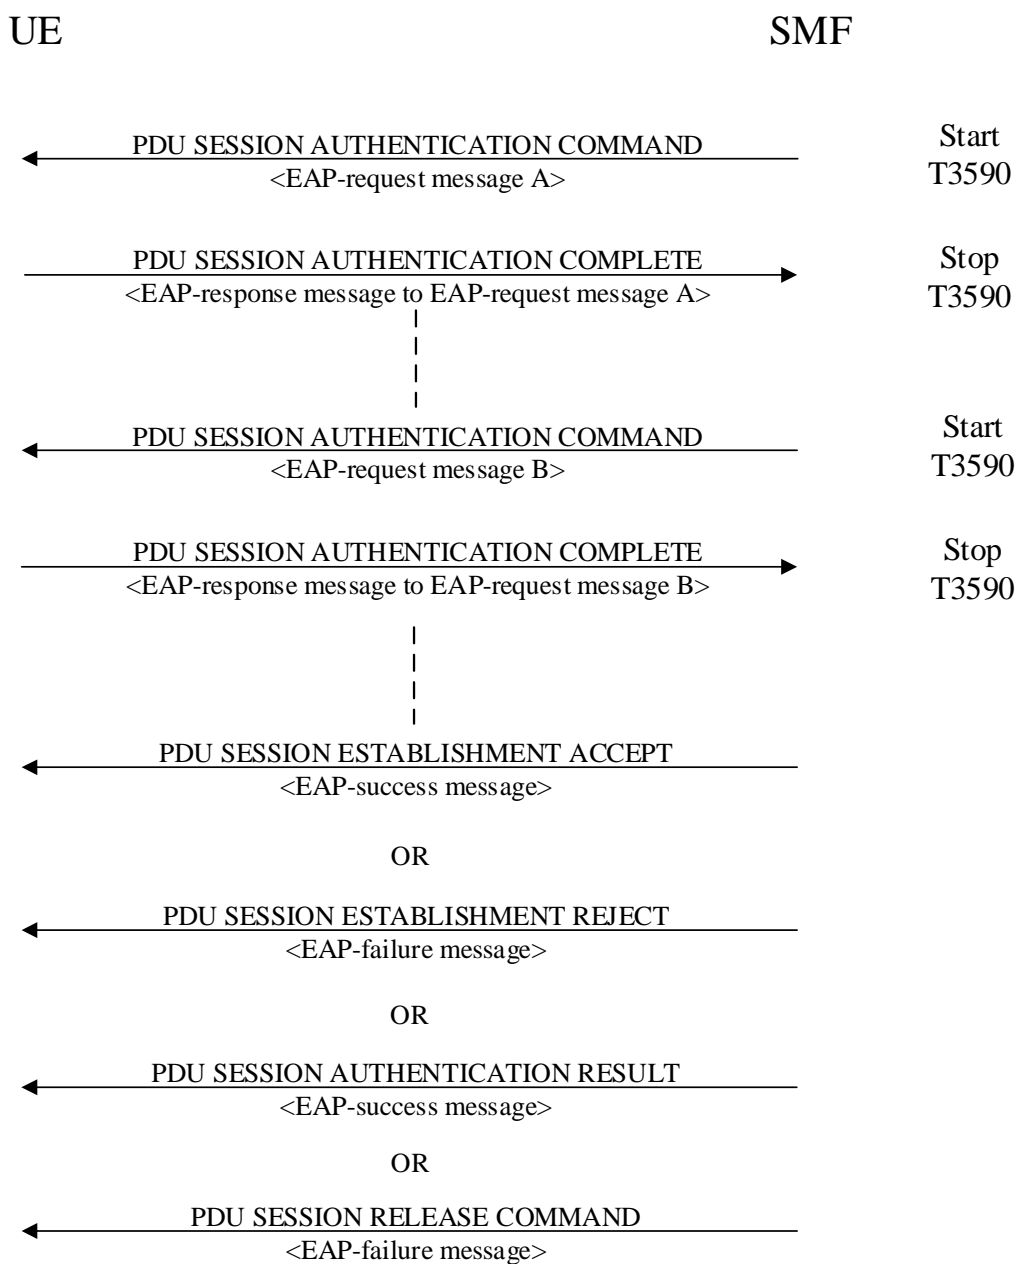 UE SMF
PDU SESSION AUTHENTICATION COMMAND
<EAP-request message A>
Start
T3590
PDU SESSION AUTHENTICATION COMPLETE
<EAP-response message to EAP-request message A>
Stop
T3590
PDU SESSION AUTHENTICATION COMMAND
<EAP-request message B>
Start
T3590
PDU SESSION AUTHENTICATION COMPLETE
<EAP-response message to EAP-request message B>
Stop
T3590
PDU SESSION ESTABLISHMENT ACCEPT
<EAP-success message>
OR
PDU SESSION ESTABLISHMENT REJECT
<EAP-failure message>
OR
PDU SESSION AUTHENTICATION RESULT
<EAP-success message>
OR
PDU SESSION RELEASE COMMAND
<EAP-failure message>